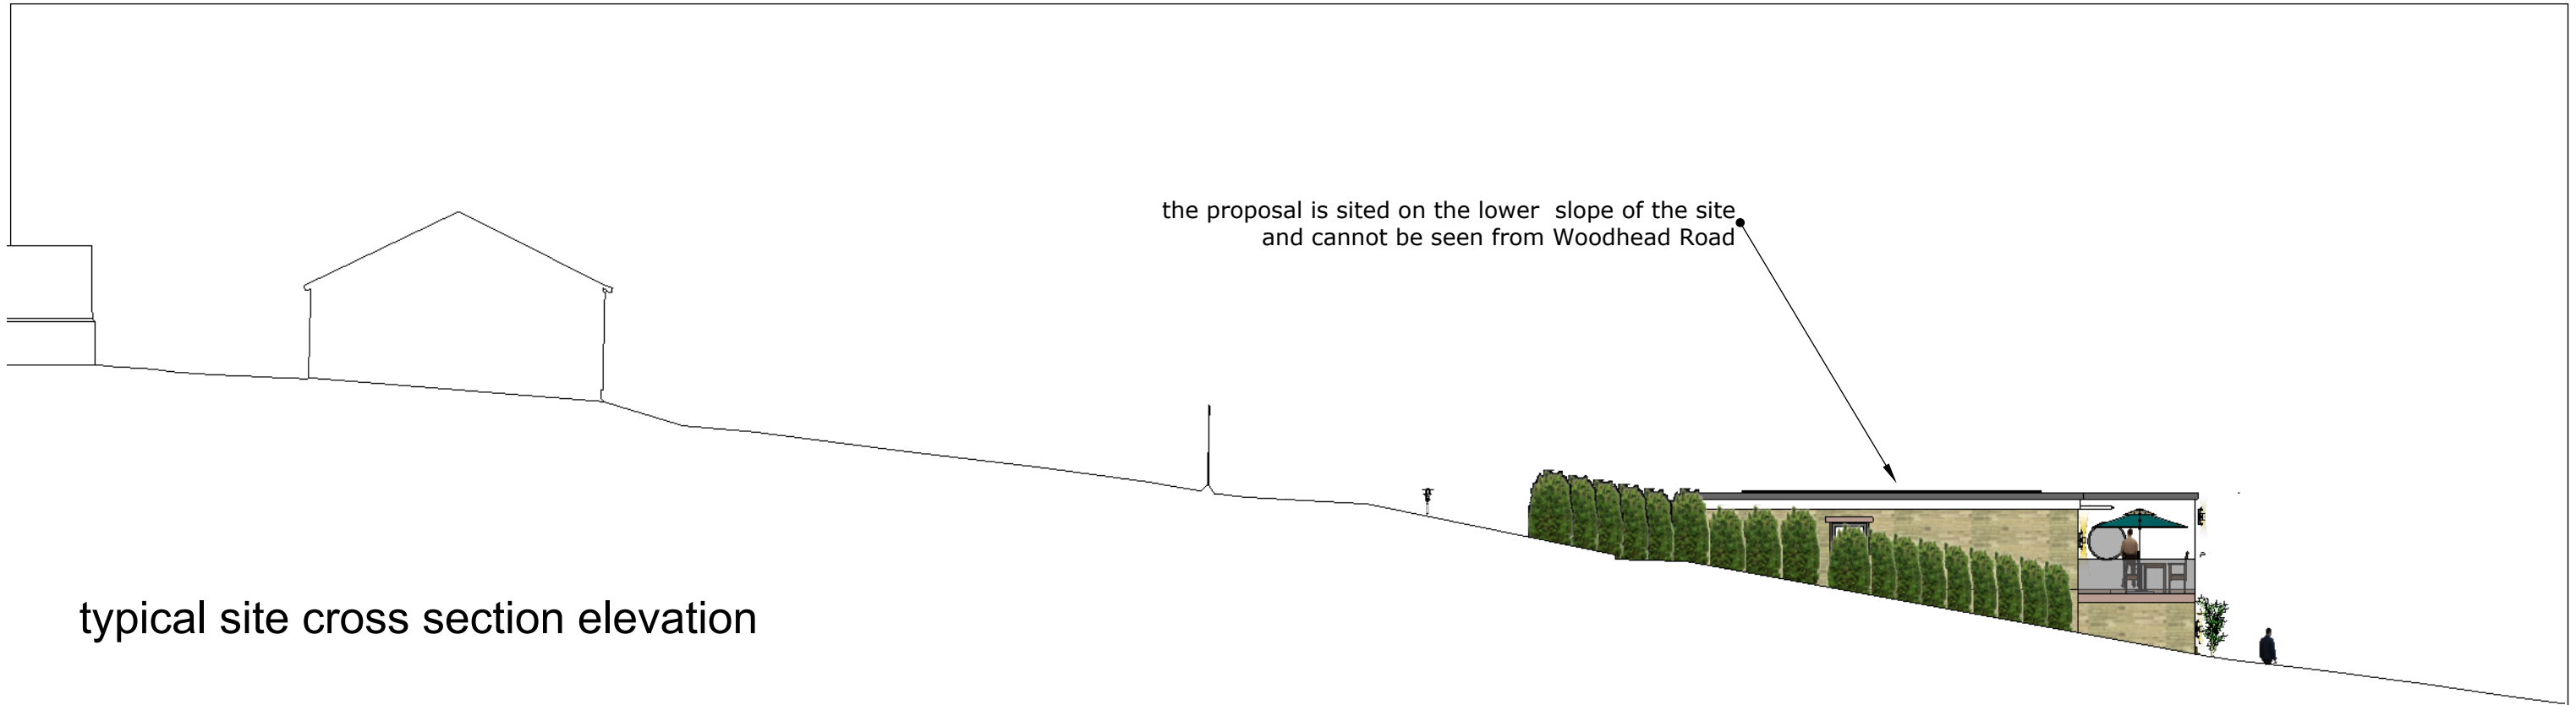 the proposal is sited on the lower slope of the site
and cannot be seen from Woodhead Road
typical site cross section elevation